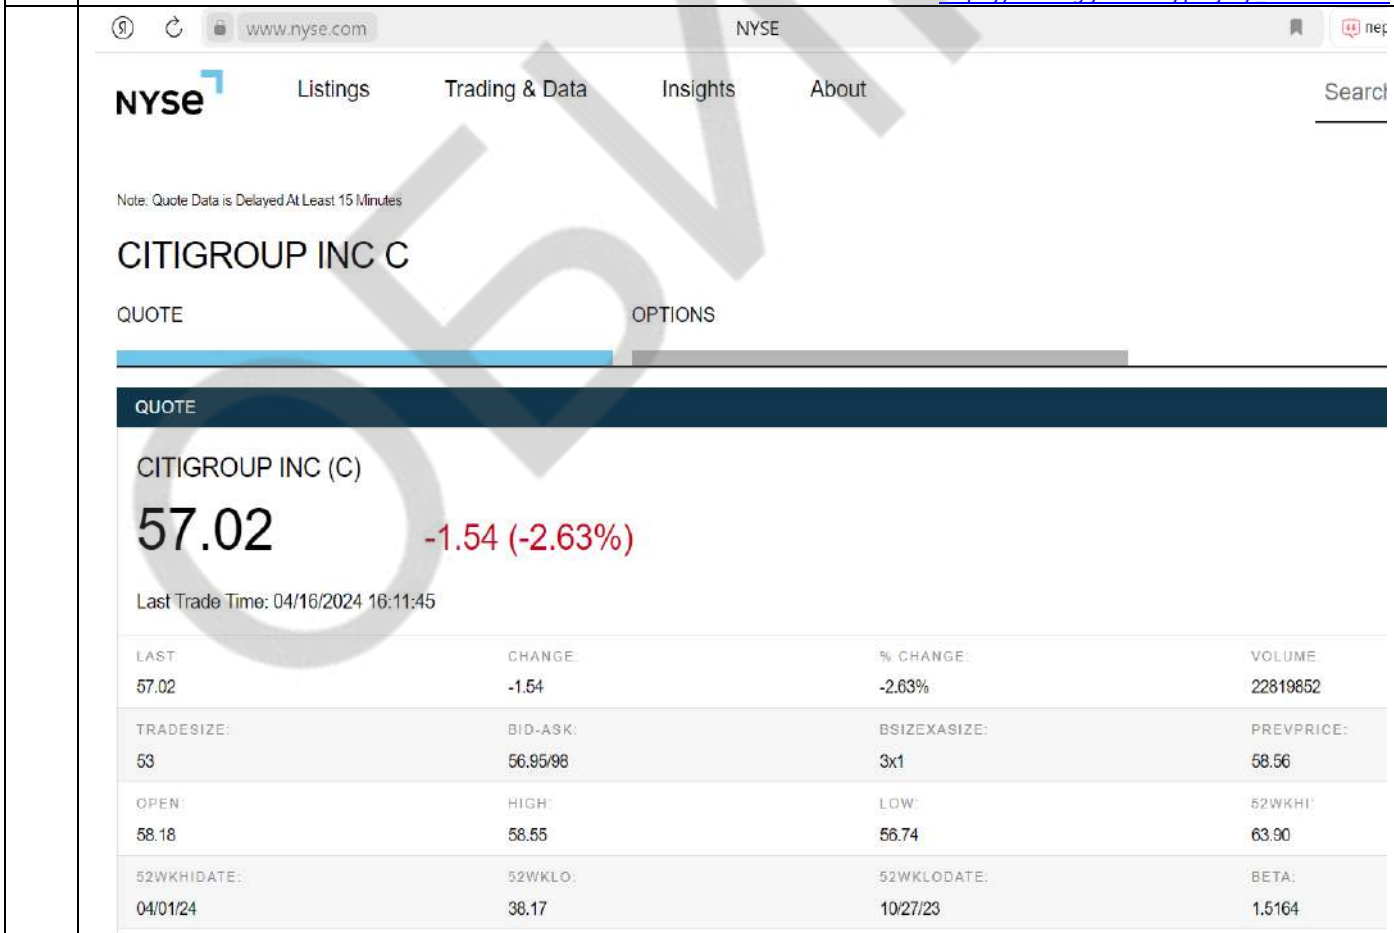 www.nyse.com NYSE
NYSE Listings Trading & Data Insights About Search
Note: Quote Data is Delayed At Least 15 Minutes
CITIGROUP INC C
QUOTE OPTIONS
QUOTE
CITIGROUP INC (C)
57.02 -1.54 (-2.63%)
Last Trade Time: 04/16/2024 16:11:45
LAST: CHANGE: % CHANGE: VOLUME:
57.02 -1.54 -2.63% 22819852
TRADESIZE: BID-ASK: BSIZEXASIZE: PREVPRICE:
53 56.95/98 3x1 58.56
OPEN: HIGH: LOW: 52WKHI:
58.18 58.55 56.74 63.90
52WKHIDATE: 52WKLO: 52WKLODATE: BETA:
04/01/24 38.17 10/27/23 1.5164